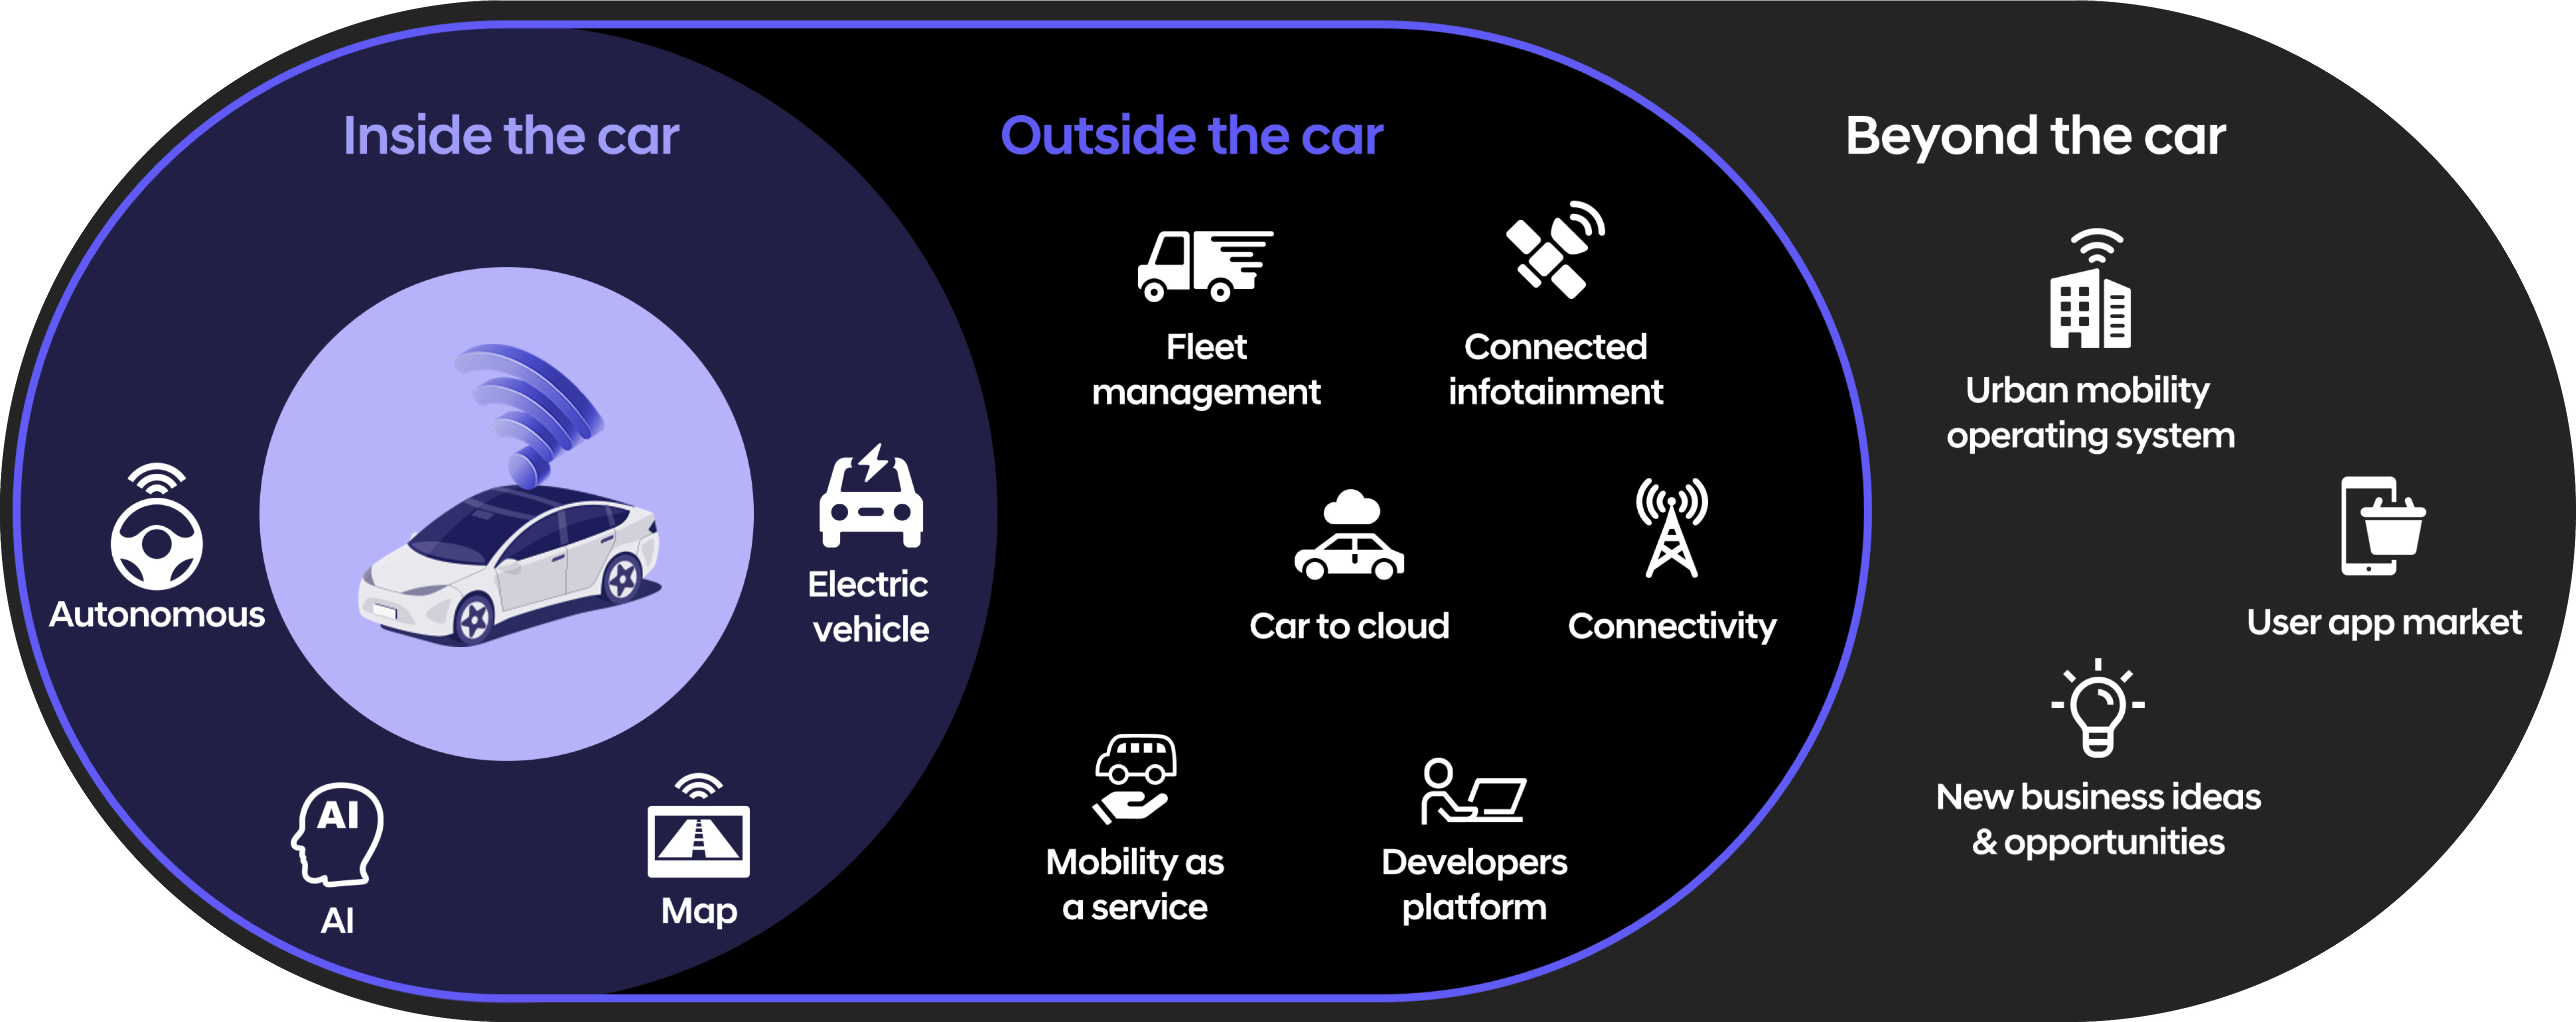 Inside the car
Autonomous
Electric
vehicle
AI
AI
Map
Outside the car
Fleet
management
Connected
infotainment
Car to cloud
Connectivity
Mobility as
a service
Developers
platform
Beyond the car
Urban mobility
operating system
User app market
New business ideas
& opportunities